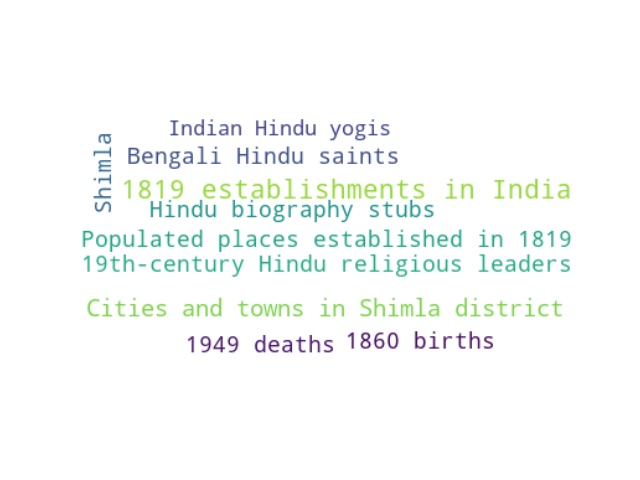 Indian Hindu yogis
Shimla
Bengali Hindu saints
1819 establishments in India
Hindu biography stubs
Populated places established in 1819
19th-century Hindu religious leaders
Cities and towns in Shimla district
1949 deaths
1860 births